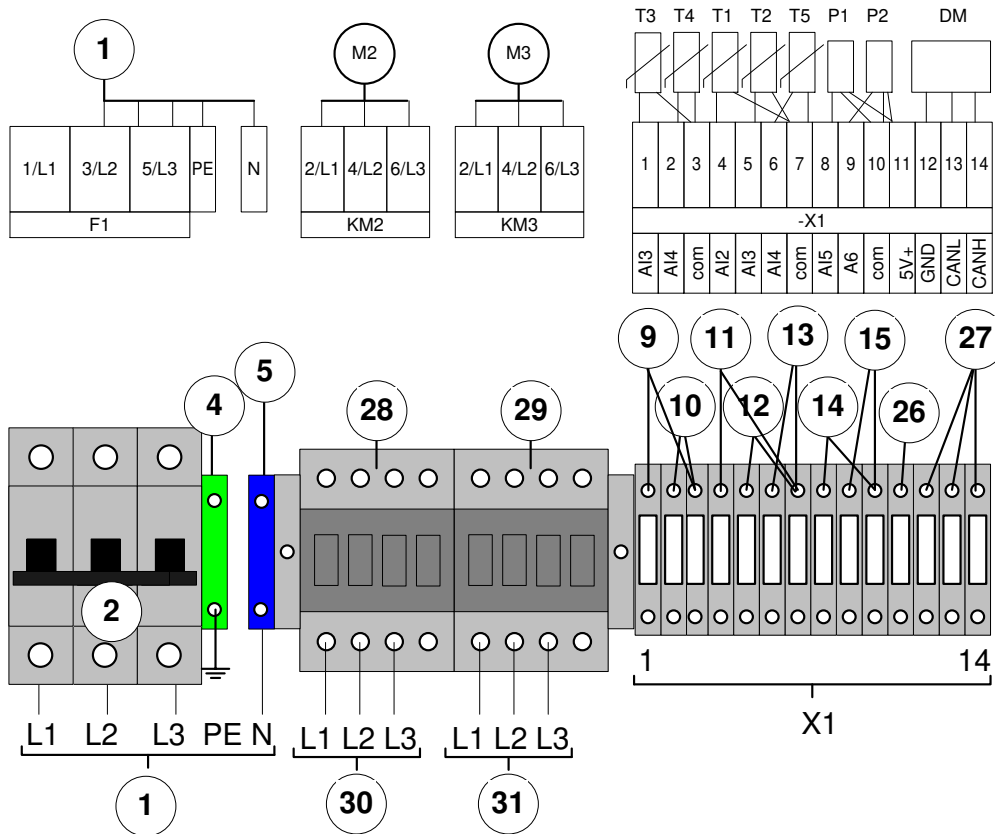 T3 T4 T1 T2 T5 P1 P2 DM
1 M2 M3
1/L1 3/L2 5/L3 PE N
2/L1 4/L2 6/L3
2/L1 4/L2 6/L3
1 2 3 4 5 6 7 8 9 10 11 12 13 14
F1 KM2 KM3 -X1
AI3 AI4 com AI2 AI3 AI4 com AI5 A6 com 5V+ GND CANL CANH
9 11 13 15 27
5
4 28 29 10 12 14 26
2
1 14
X1
L1 L2 L3 PE N L1 L2 L3 L1 L2 L3
1 30 31